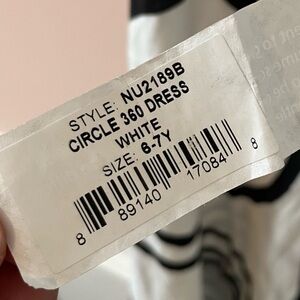 STYLE: NU2189B
CIRCLE 360 DRESS
WHITE
SIZE: 6-7Y
8 89140 17084 8